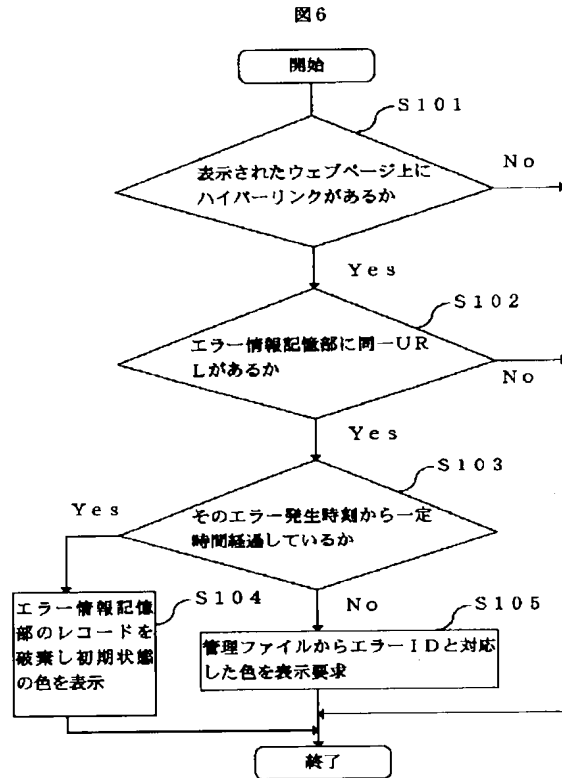 図6
開始
S101
表示されたウェブページ上に
ハイパーリンクがあるか
No
Yes
S102
エラー情報記憶部に同一UR
Lがあるか
No
Yes
S103
そのエラー発生時刻から一定
時間経過しているか
Yes
No
S104
エラー情報記憶
部のレコードを
破棄し初期状態
の色を表示
S105
管理ファイルからエラーIDと対応
した色を表示要求
終了